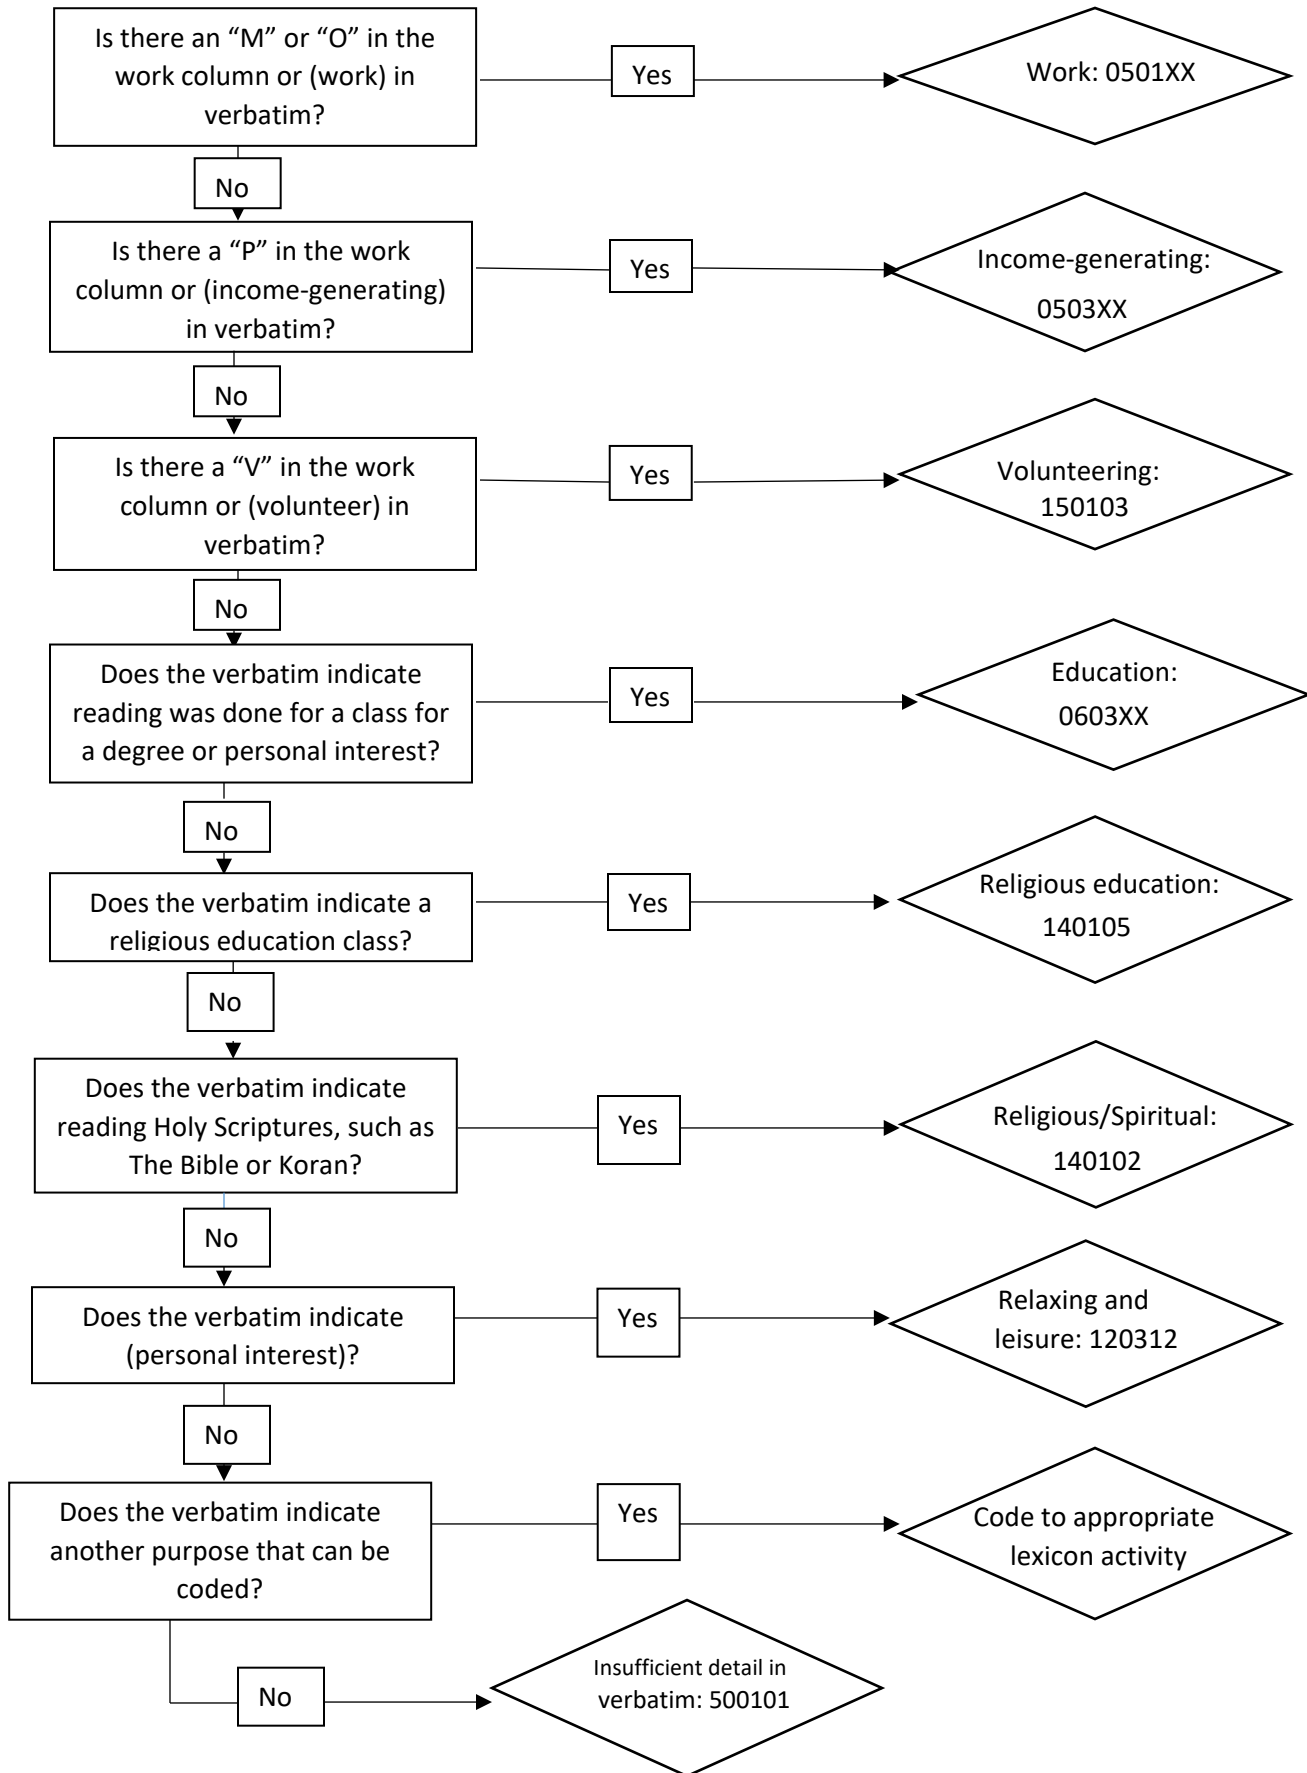 Is there an “M” or “O” in the
work column or (work) in
verbatim?
Yes
Work: 0501XX
No
Is there a “P” in the work
column or (income-generating)
in verbatim?
Yes
Income-generating:
0503XX
No
Is there a “V” in the work
column or (volunteer) in
verbatim?
Yes
Volunteering:
150103
No
Does the verbatim indicate
reading was done for a class for
a degree or personal interest?
Yes
Education:
0603XX
No
Does the verbatim indicate a
religious education class?
Yes
Religious education:
140105
No
Does the verbatim indicate
reading Holy Scriptures, such as
The Bible or Koran?
Yes
Religious/Spiritual:
140102
No
Does the verbatim indicate
(personal interest)?
Yes
Relaxing and
leisure: 120312
No
Does the verbatim indicate
another purpose that can be
coded?
Yes
Code to appropriate
lexicon activity
No
Insufficient detail in
verbatim: 500101